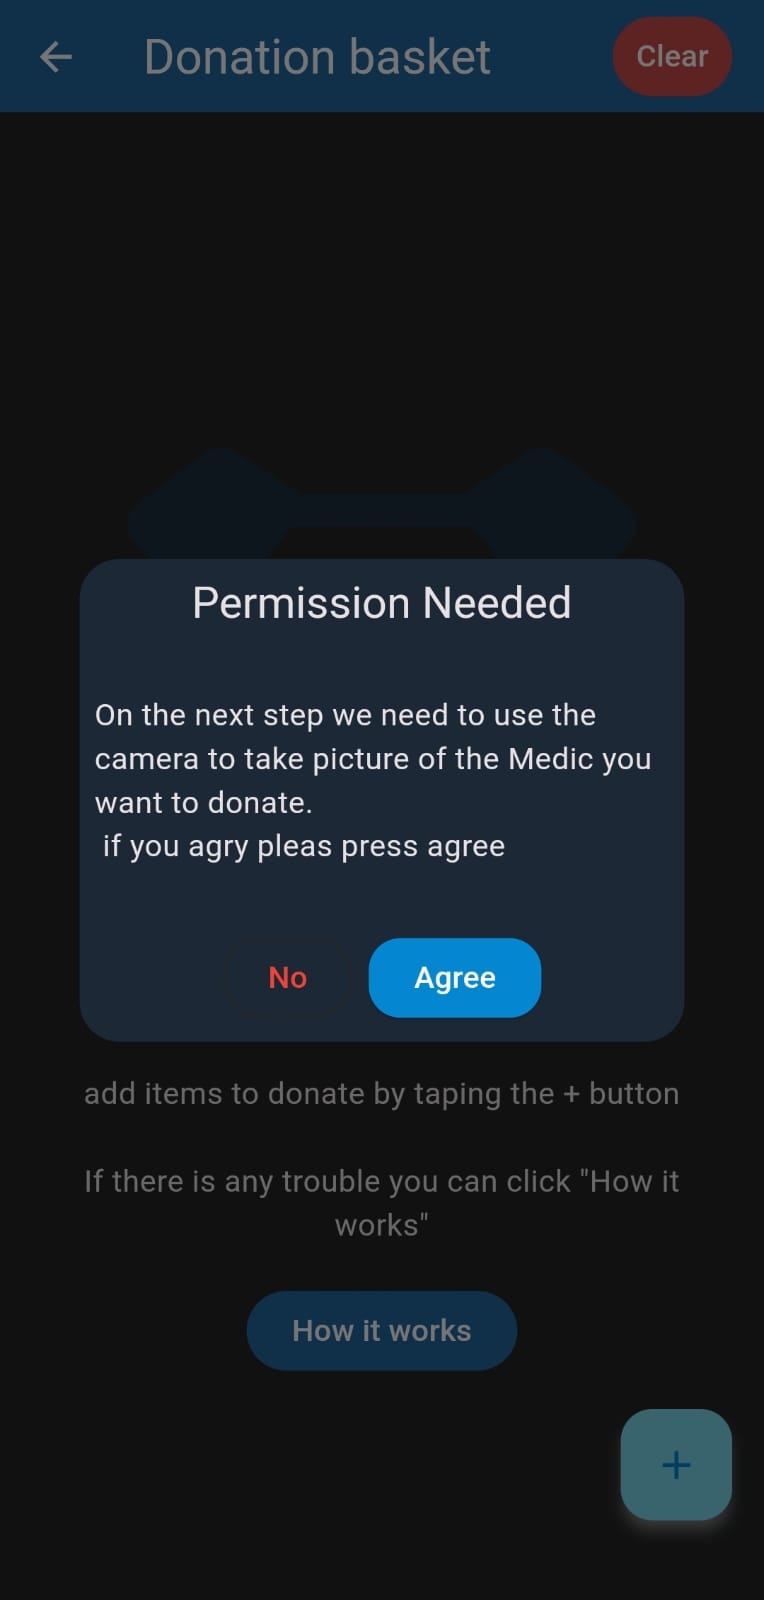 Donation basket
Clear
Permission Needed
On the next step we need to use the
camera to take picture of the Medic you
want to donate.
if you agry pleas press agree
No
Agree
add items to donate by taping the + button
If there is any trouble you can click "How it
works"
How it works
+